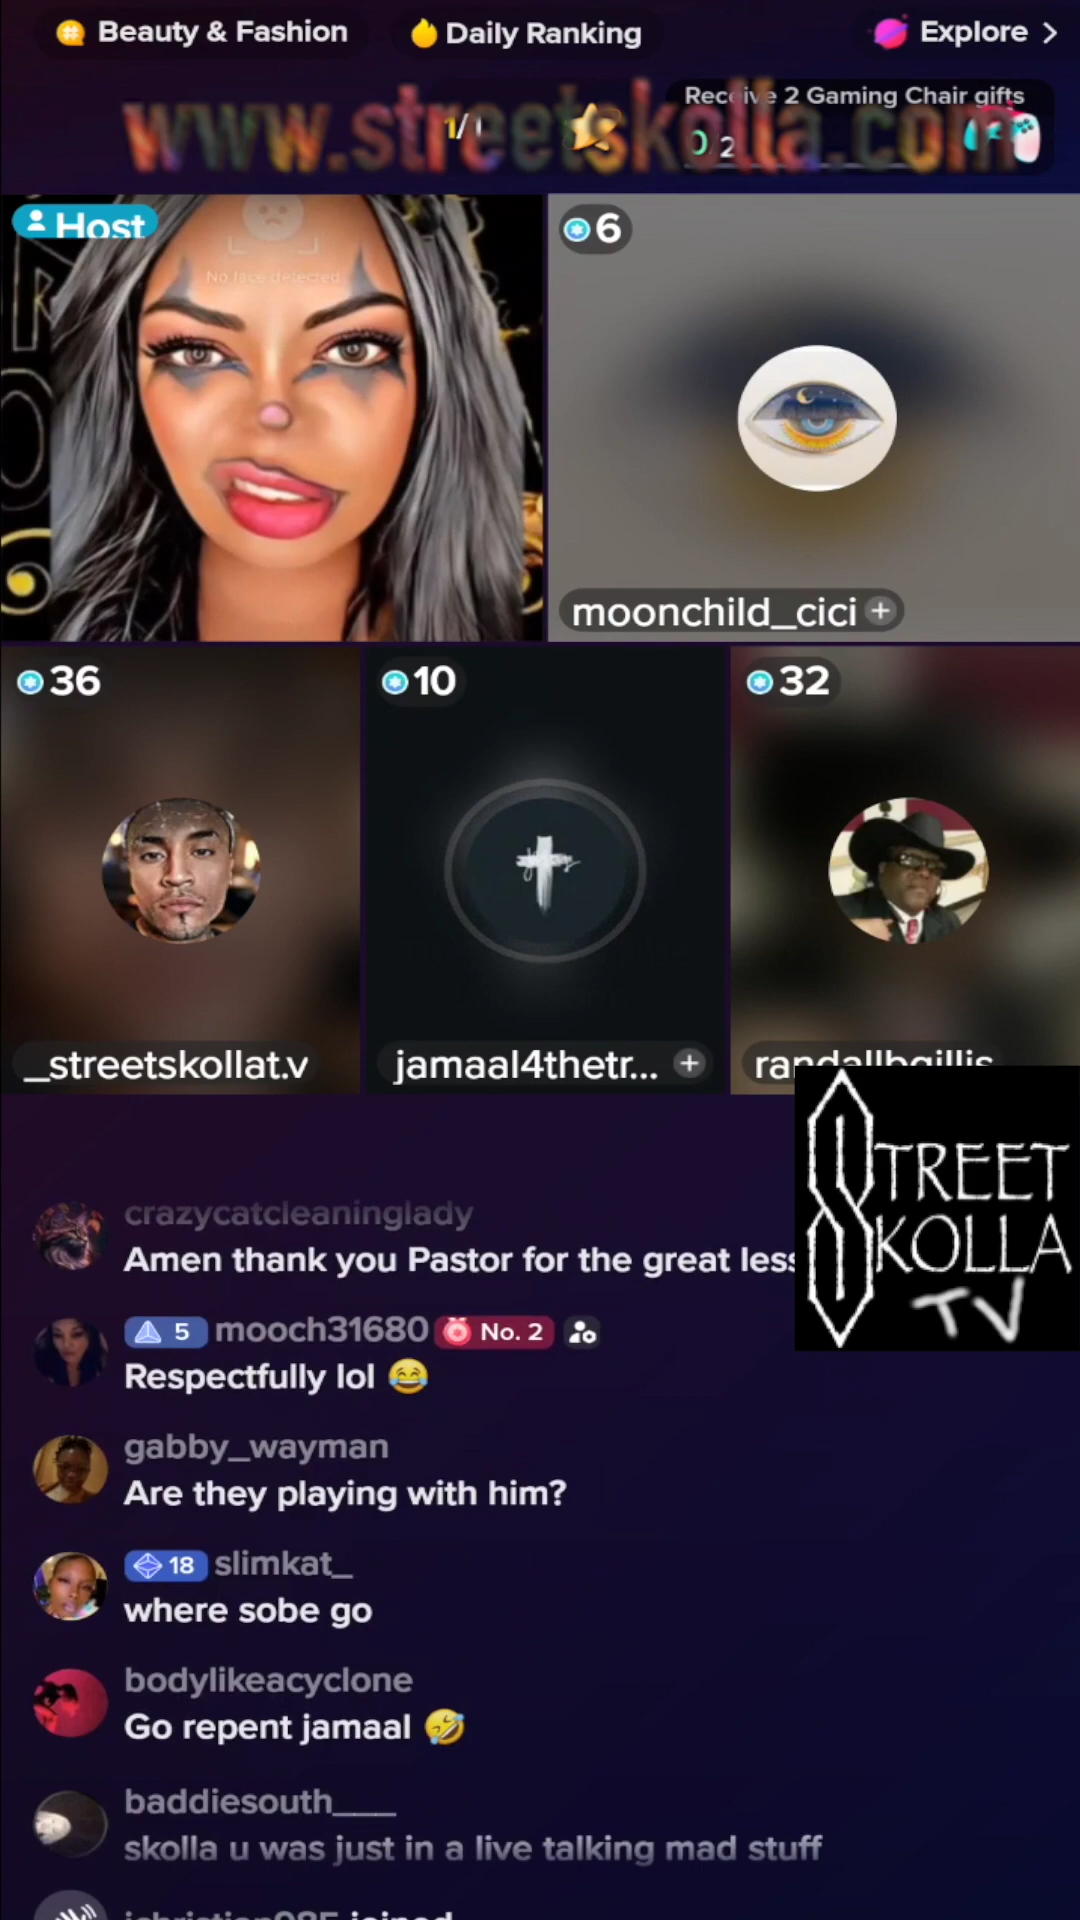 Beauty & Fashion
Daily Ranking
Explore >
www.streetskolla.com
Receive 2 Gaming Chair gifts
1/
2
Host
No face detected
6
moonchild_cici +
36
10
32
_streetskollat.v
jamaal4thetr... +
randallbgillis
STREET
SKOLLA
TV
crazycatcleaninglady
Amen thank you Pastor for the great less
5 mooch31680 No. 2
Respectfully lol 😂
gabby_wayman
Are they playing with him?
18 slimkat_
where sobe go
bodylikeacyclone
Go repent jamaal 🤣
baddiesouth___
skolla u was just in a live talking mad stuff
joined